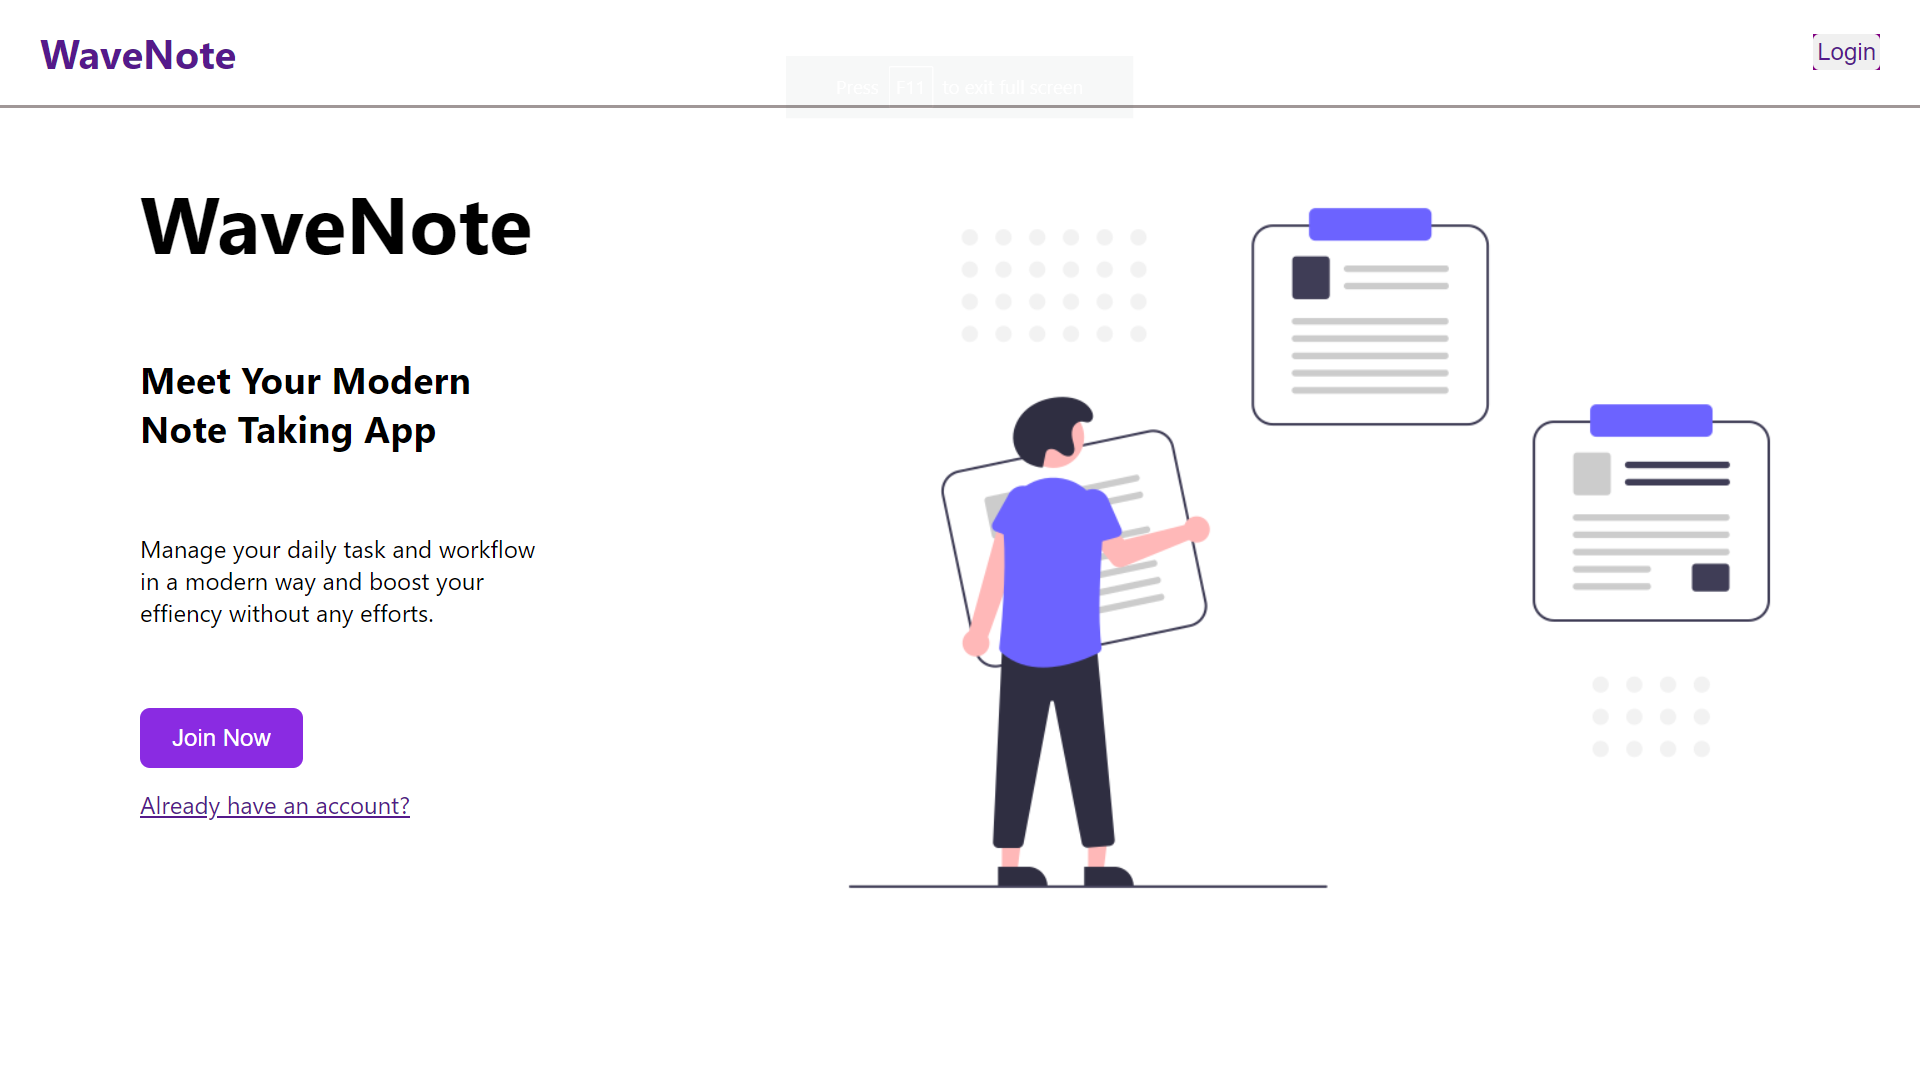 WaveNote
Login
Press F11 to exit full screen
WaveNote
Meet Your Modern
Note Taking App
Manage your daily task and workflow
in a modern way and boost your
effiency without any efforts.
Join Now
Already have an account?